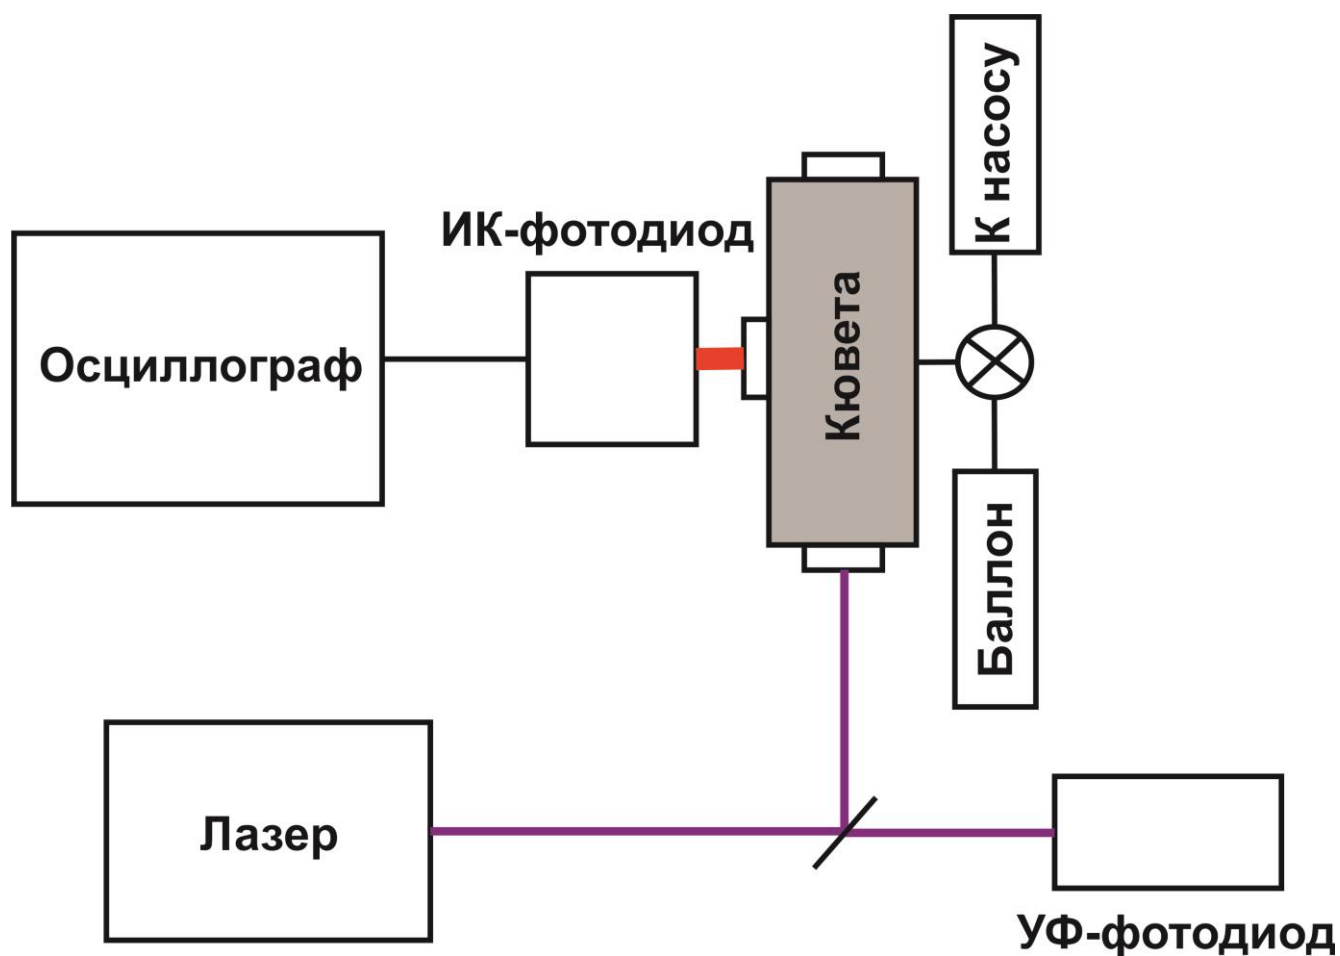 К насосу
ИК-фотодиод
Осциллограф
Кювета
Баллон
Лазер
УФ-фотодиод